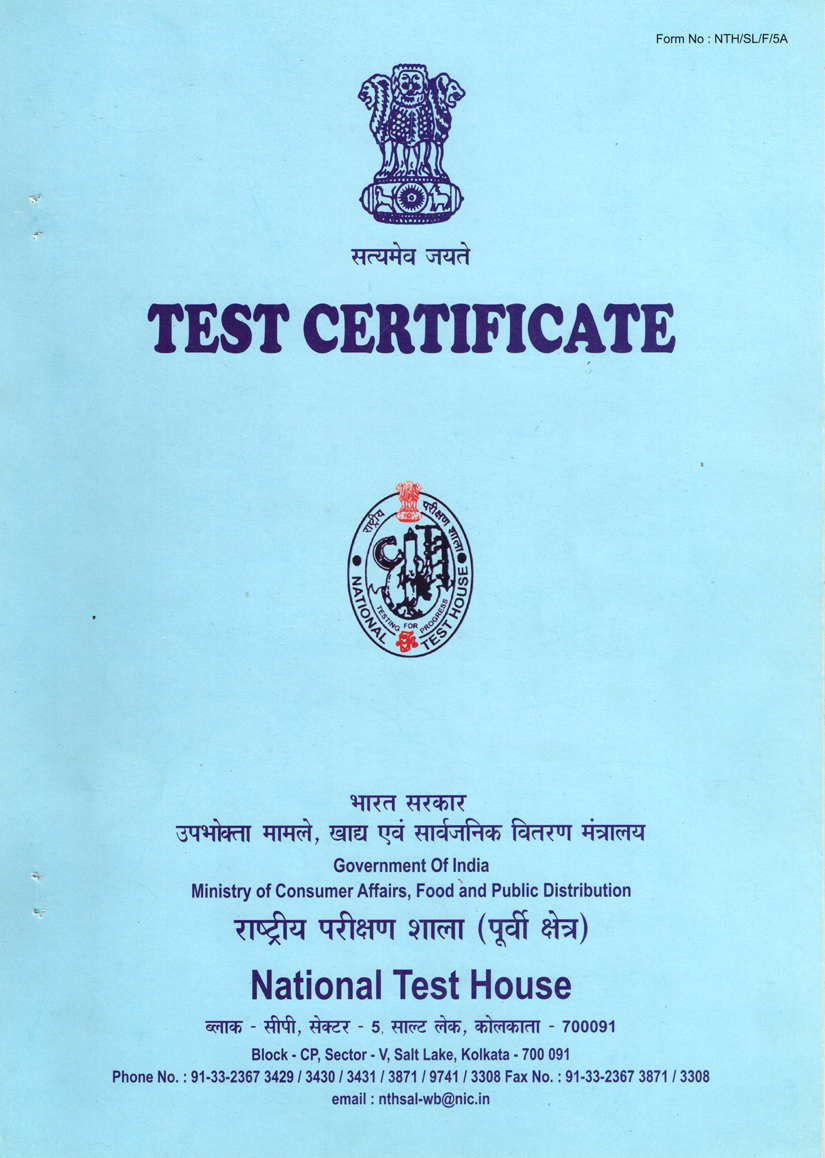 Form No : NTH/SL/F/5A
सत्यमेव जयते
TEST CERTIFICATE
राष्ट्रीय परीक्षण शाला
NATIONAL TEST HOUSE
TESTING FOR PROGRESS
भारत सरकार
उपभोक्ता मामले, खाद्य एवं सार्वजनिक वितरण मंत्रालय
Government Of India
Ministry of Consumer Affairs, Food and Public Distribution
राष्ट्रीय परीक्षण शाला (पूर्वी क्षेत्र)
National Test House
ब्लाक - सीपी, सेक्टर - 5, साल्ट लेक, कोलकाता - 700091
Block - CP, Sector - V, Salt Lake, Kolkata - 700 091
Phone No. : 91-33-2367 3429 / 3430 / 3431 / 3871 / 9741 / 3308 Fax No. : 91-33-2367 3871 / 3308
email : nthsal-wb@nic.in